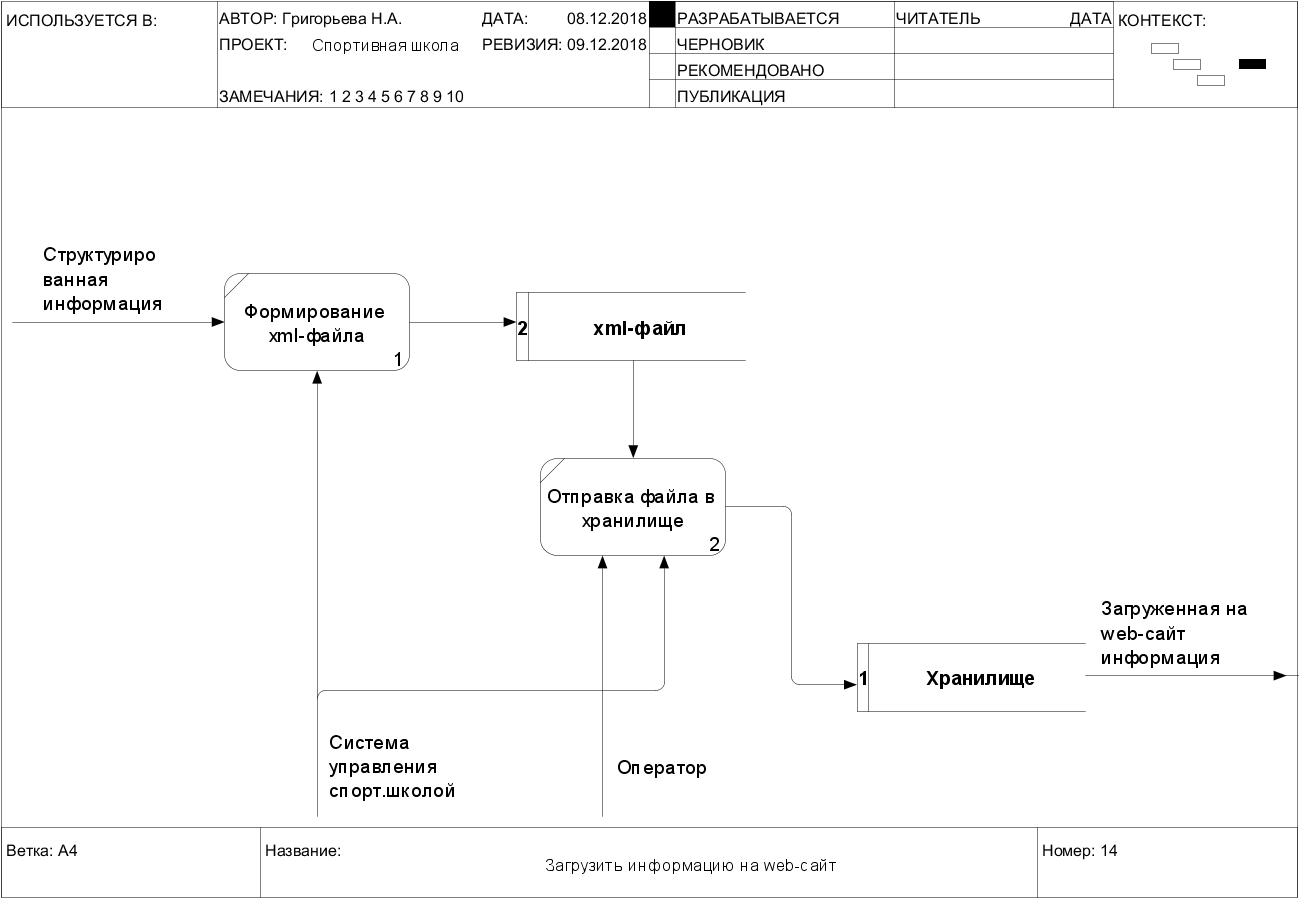 ИСПОЛЬЗУЕТСЯ В:
АВТОР: Григорьева Н.А.
ДАТА: 08.12.2018
ПРОЕКТ: Спортивная школа
РЕВИЗИЯ: 09.12.2018
ЗАМЕЧАНИЯ: 1 2 3 4 5 6 7 8 9 10
РАЗРАБАТЫВАЕТСЯ
ЧЕРНОВИК
РЕКОМЕНДОВАНО
ПУБЛИКАЦИЯ
ЧИТАТЕЛЬ
ДАТА
КОНТЕКСТ:
Структуриро
ванная
информация
Формирование
xml-файла
1
2
xml-файл
Отправка файла в
хранилище
2
Загруженная на
web-сайт
информация
1
Хранилище
Система
управления
спорт.школой
Оператор
Ветка: A4
Название:
Загрузить информацию на web-сайт
Номер: 14